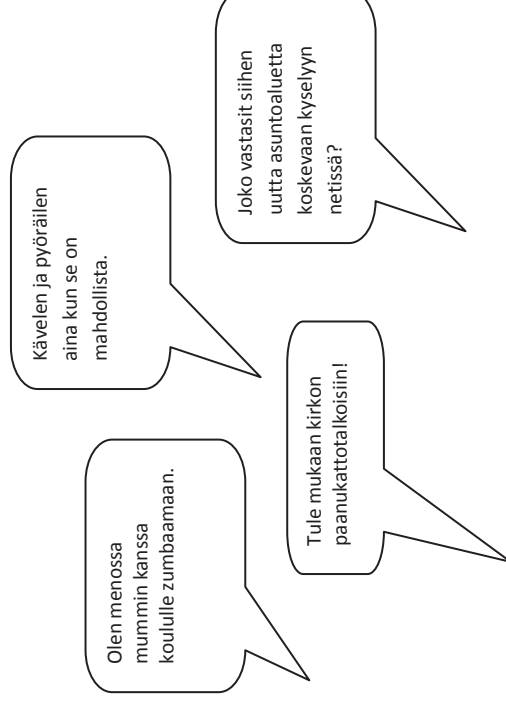 Olen menossa
mummin kanssa
koululle zumbaamaan.
Kävelen ja pyöräilen
aina kun se on
mahdollista.
Tule mukaan kirkon
paanukattotalkoisiin!
Joko vastasit siihen
uutta asuntoaluetta
koskevaan kyselyyn
netissä?